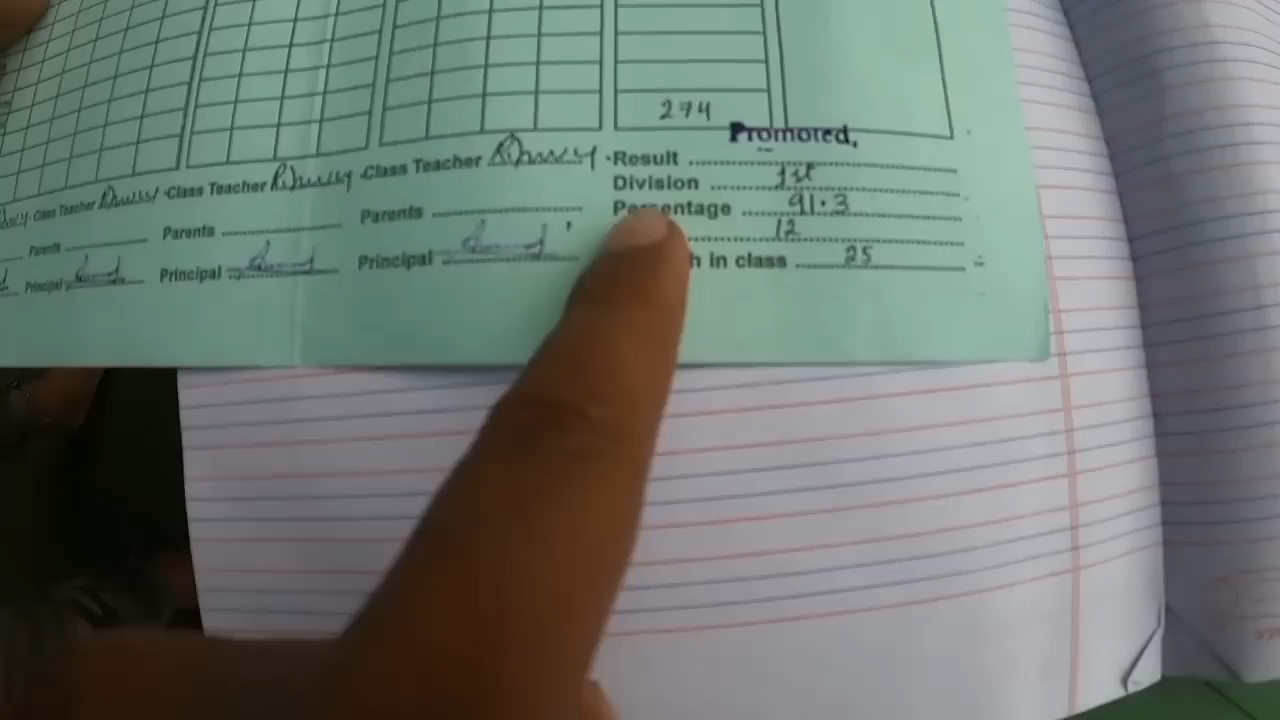 274
Promoted,
Result
Division 1st
Percentage 91.3
12
h in class 25
Class Teacher
Class Teacher
Class Teacher
Parents
Parents
Parents
Principal
Principal
Principal